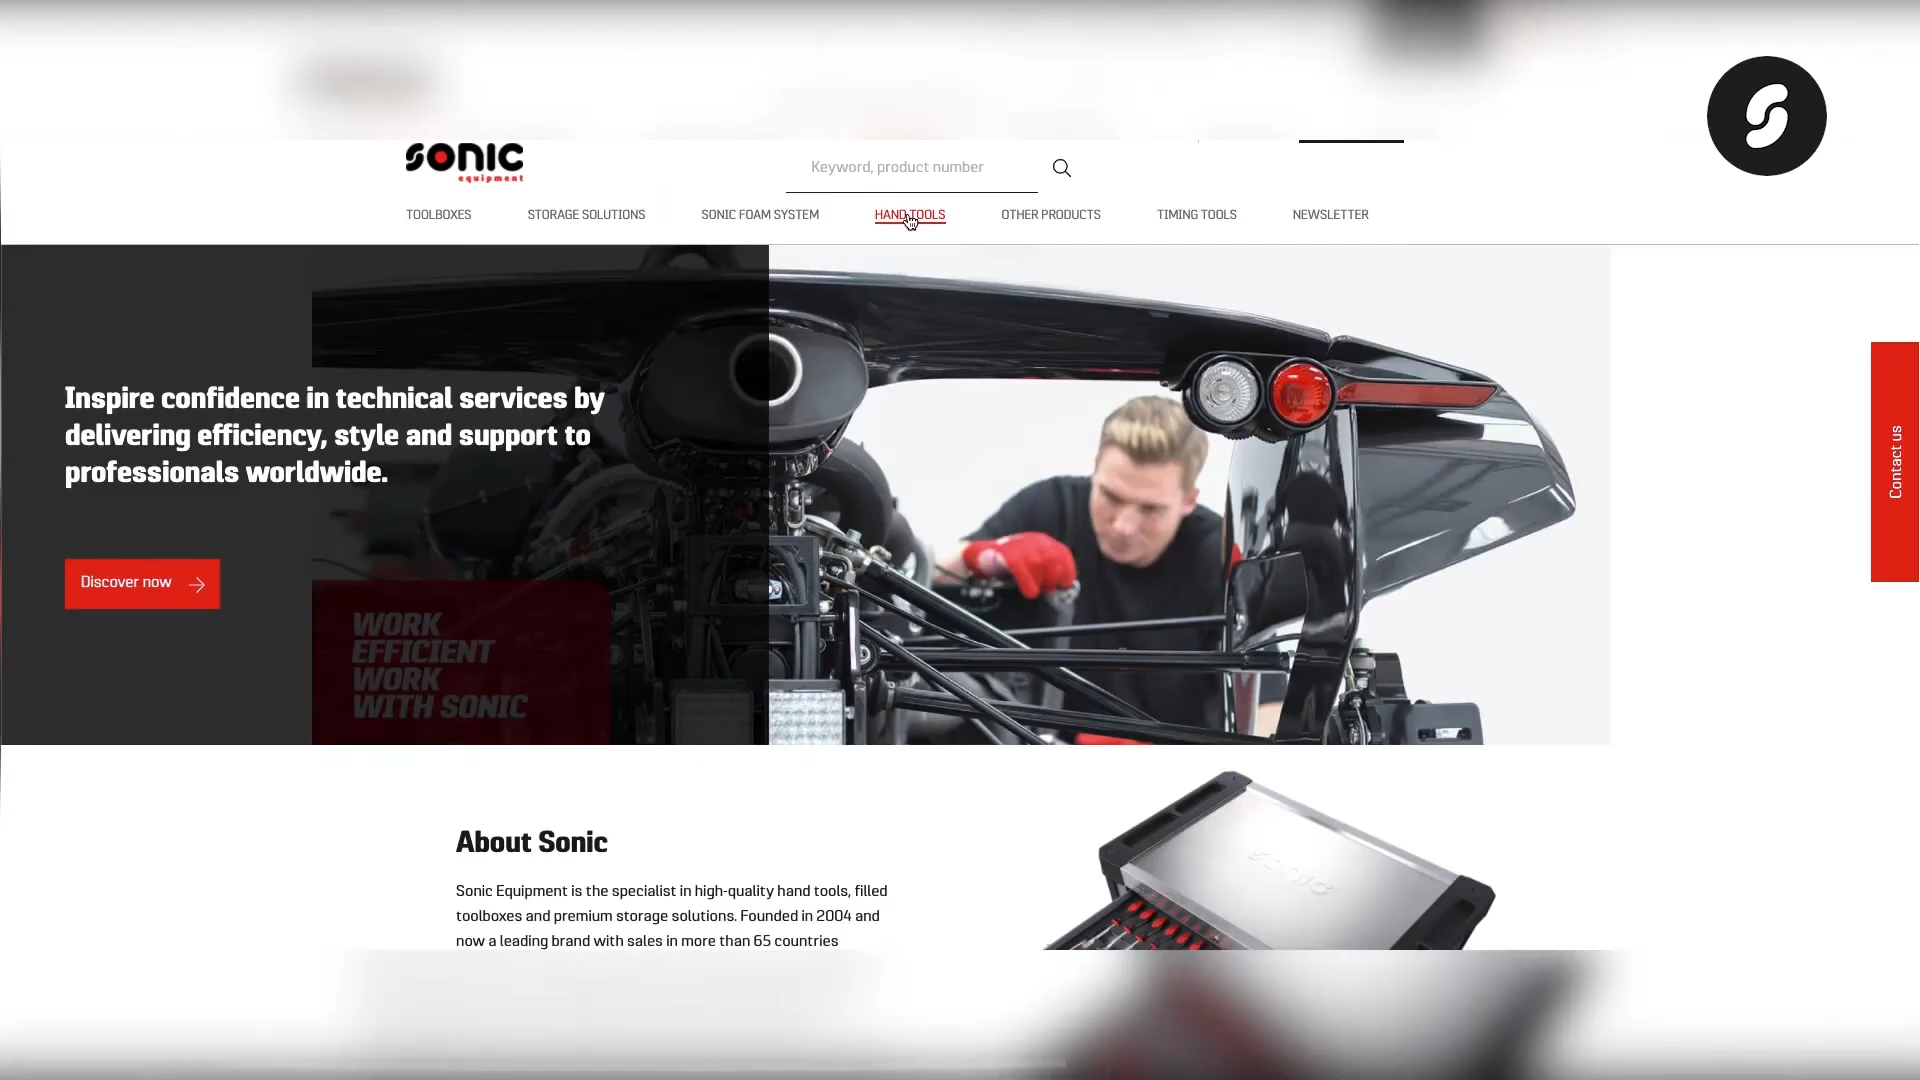 sonic
equipment
Keyword, product number
TOOLBOXES
STORAGE SOLUTIONS
SONIC FOAM SYSTEM
HAND TOOLS
OTHER PRODUCTS
TIMING TOOLS
NEWSLETTER
Inspire confidence in technical services by
delivering efficiency, style and support to
professionals worldwide.
Discover now
Contact us
WORK
EFFICIENT
WORK
WITH SONIC
About Sonic
Sonic Equipment is the specialist in high-quality hand tools, filled
toolboxes and premium storage solutions. Founded in 2004 and
now a leading brand with sales in more than 65 countries
SONIC